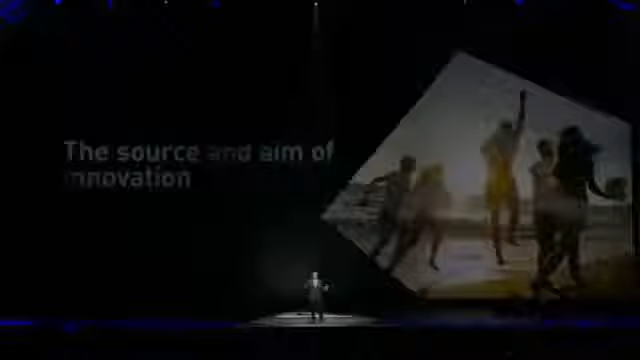 The source and aim of
innovation